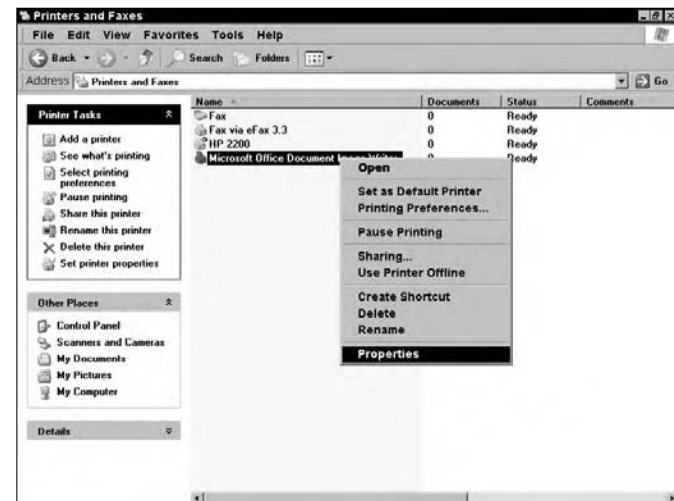 Printers and Faxes
File Edit View Favorites Tools Help
Back Search Folders
Address Printers and Faxes Go
Printer Tasks
Add a printer
See what's printing
Select printing
preferences
Pause printing
Share this printer
Rename this printer
Delete this printer
Set printer properties
Other Places
Control Panel
Scanners and Cameras
My Documents
My Pictures
My Computer
Details
Name Documents Status Comments
Fax 0 Ready
Fax via eFax 3.3 0 Ready
HP 2200 0 Ready
Microsoft Office Document Image Writer 0 Ready
Open
Set as Default Printer
Printing Preferences...
Pause Printing
Sharing...
Use Printer Offline
Create Shortcut
Delete
Rename
Properties